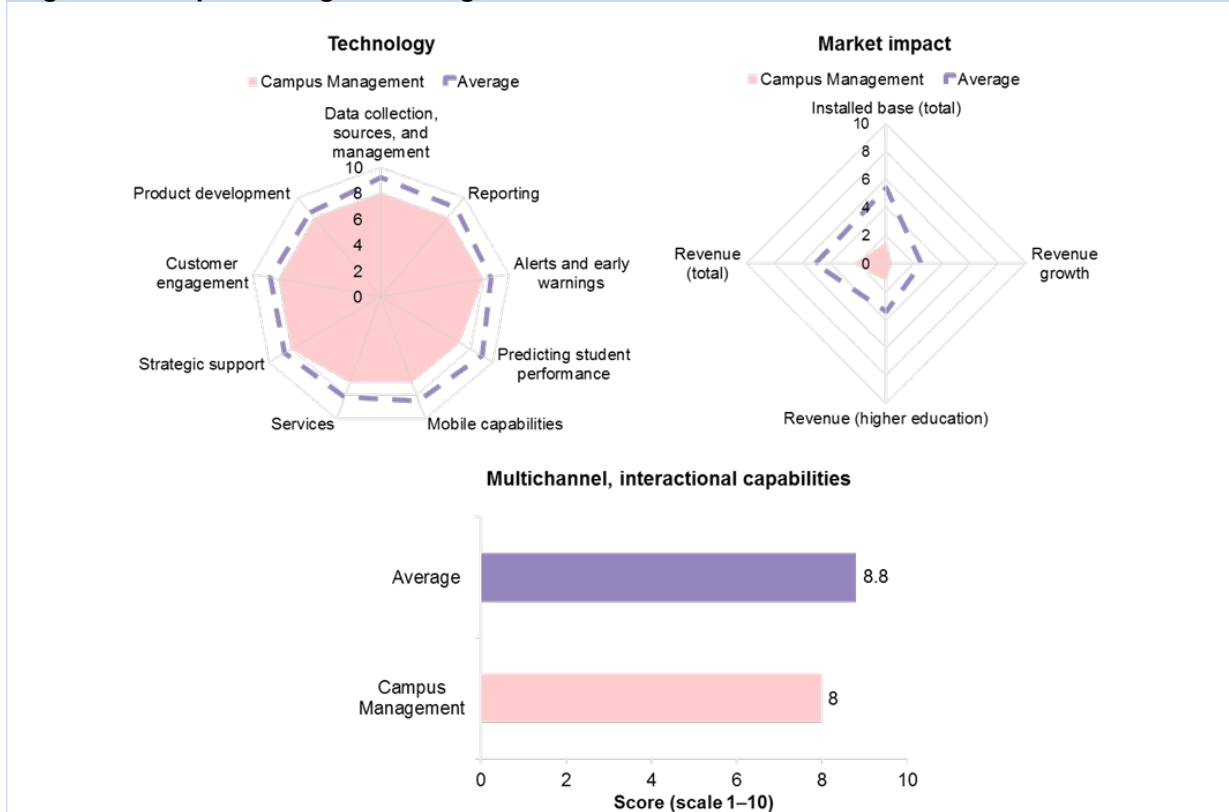 Technology
Campus Management Average
Data collection,
sources, and
management
Reporting
Alerts and early
warnings
Predicting student
performance
Mobile capabilities
Services
Strategic support
Customer
engagement
Product development
10
8
6
4
2
0
Market impact
Campus Management Average
Installed base (total)
Revenue
growth
Revenue (higher education)
Revenue
(total)
10
8
6
4
2
0
Multichannel, interactional capabilities
Average
8.8
Campus
Management
8
0 2 4 6 8 10
Score (scale 1–10)